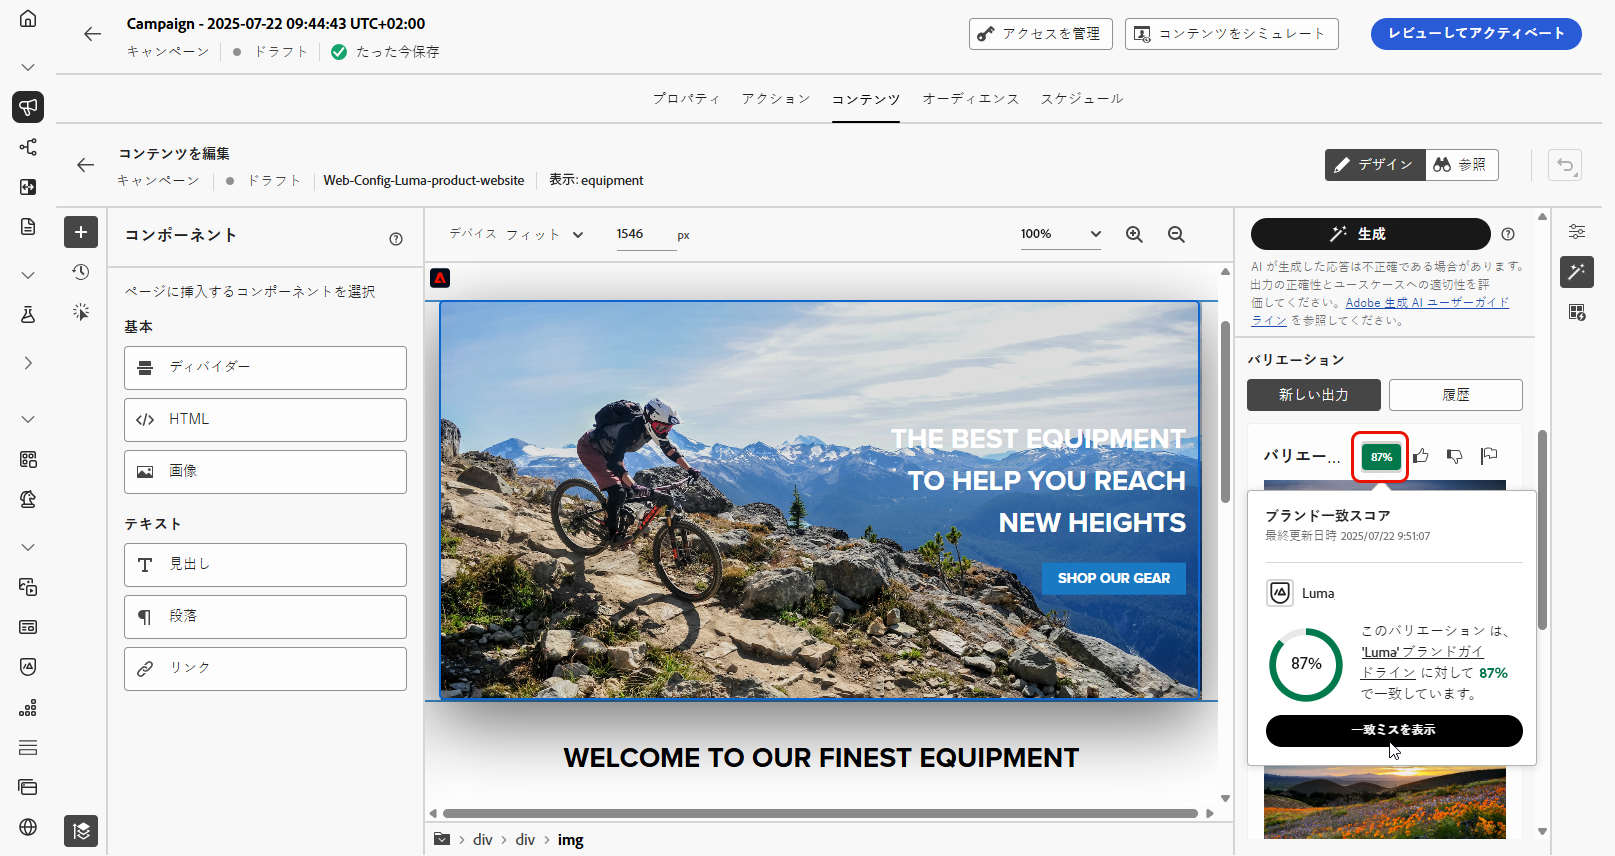 Campaign - 2025-07-22 09:44:43 UTC+02:00
キャンペーン ドラフト たった今保存
アクセスを管理
コンテンツをシミュレート
レビューしてアクティベート
プロパティ アクション コンテンツ オーディエンス スケジュール
コンテンツを編集
キャンペーン ドラフト Web-Config-Luma-product-website 表示: equipment
デザイン 参照
コンポーネント
ページに挿入するコンポーネントを選択
基本
ディバイダー
HTML
画像
テキスト
見出し
段落
リンク
デバイス フィット 1546 px 100%
THE BEST EQUIPMENT
TO HELP YOU REACH
NEW HEIGHTS
SHOP OUR GEAR
WELCOME TO OUR FINEST EQUIPMENT
div div img
生成
AI が生成した応答は不正確である場合があります。
出力の正確性とユースケースへの適切性を評
価してください。Adobe 生成 AI ユーザーガイド
ライン を参照してください。
バリエーション
新しい出力 履歴
バリエー... 87%
ブランド一致スコア
最終更新日時 2025/07/22 9:51:07
Luma
87%
このバリエーション は、
'Luma' ブランドガイ
ドライン に対して 87%
で一致しています。
一致ミスを表示